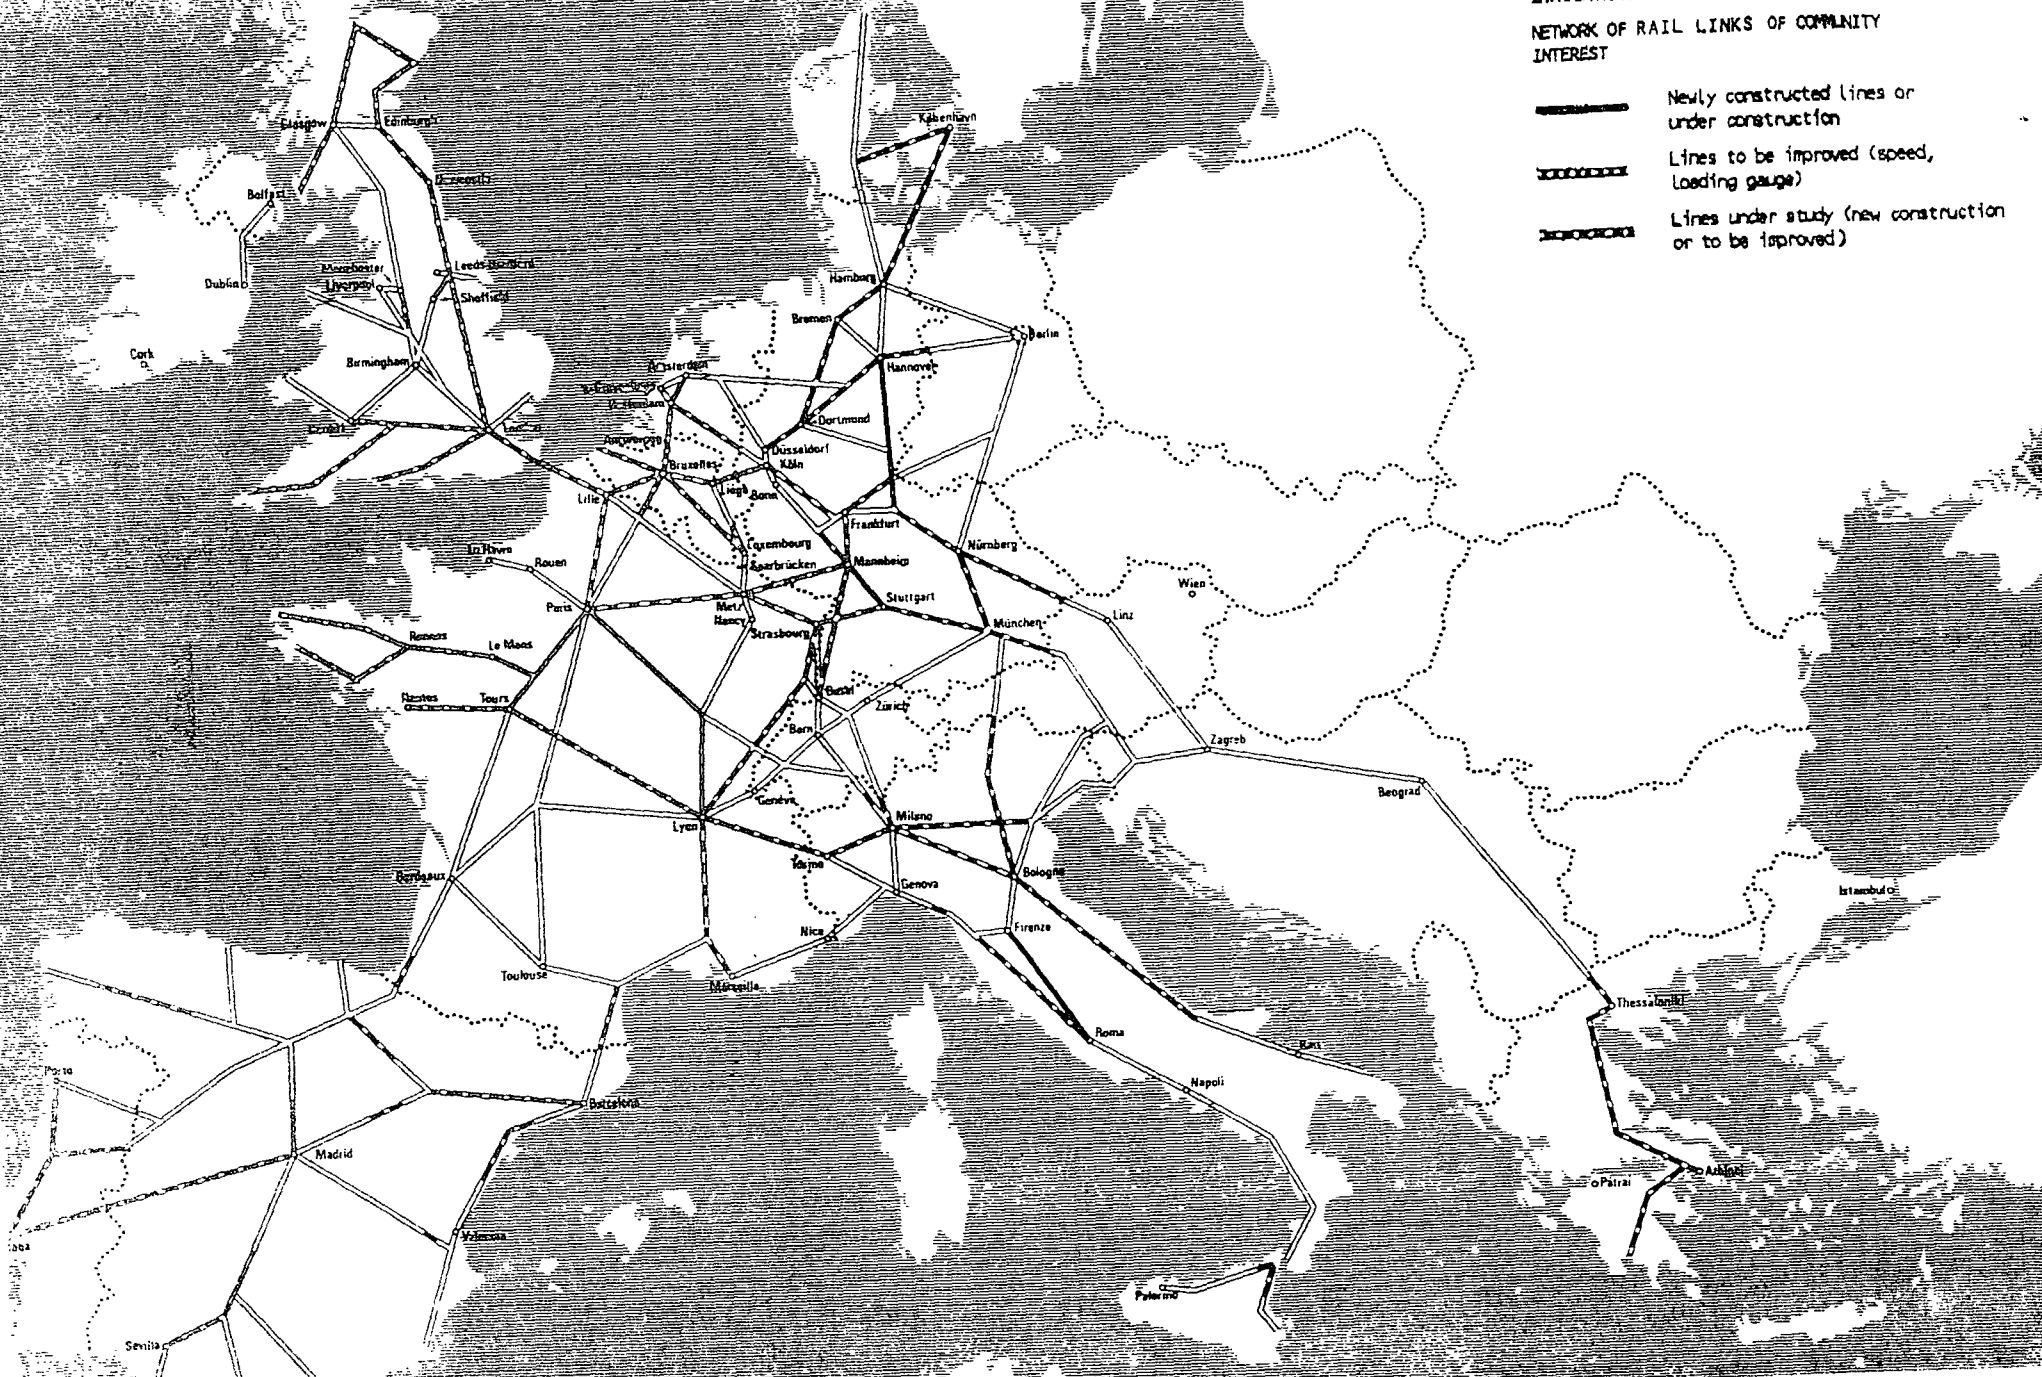 NETWORK OF RAIL LINKS OF COMMUNITY
INTEREST
Newly constructed lines or
under construction
Lines to be improved (speed,
loading gauge)
Lines under study (new construction
or to be improved)
København
Glasgow
Edinburgh
Belfast
Dublin
Manchester
Liverpool
Leeds-Bradford
Sheffield
Hamburg
Bremen
Berlin
Cork
Birmingham
Hannover
Amsterdam
Dortmund
London
Antwerpen
Düsseldorf
Köln
Bruxelles
Liège
Bonn
Lille
Frankfurt
Luxembourg
Nürnberg
Le Havre
Rouen
Saarbrücken
Mannheim
Wien
Paris
Metz
Nancy
Stuttgart
Linz
Strasbourg
München
Rennes
Le Mans
Nantes
Tours
Basel
Zürich
Bern
Zagreb
Genève
Beograd
Lyon
Milano
Torino
Bordeaux
Genova
Bologna
Istambul
Nice
Firenze
Toulouse
Marseille
Thessaloniki
Roma
Bari
Porto
Napoli
Barcelona
Madrid
Athinai
Patrai
Valencia
Palermo
Sevilla